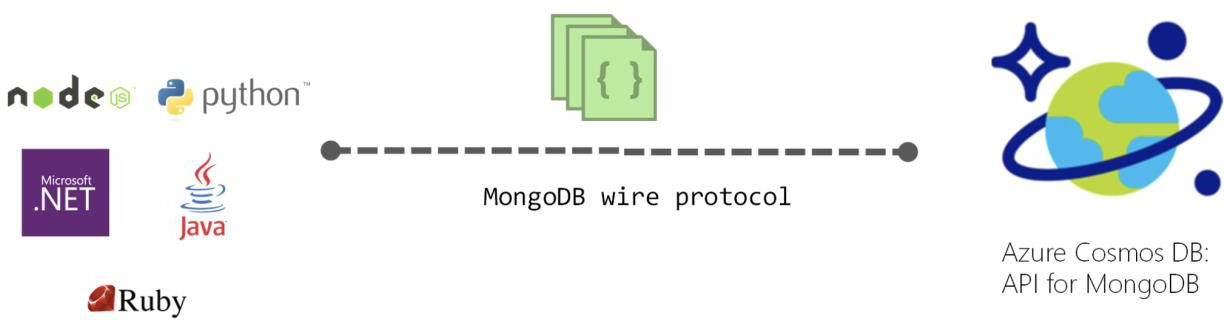 node JS
python™
{ }
Microsoft
.NET
Java
MongoDB wire protocol
Azure Cosmos DB:
API for MongoDB
Ruby